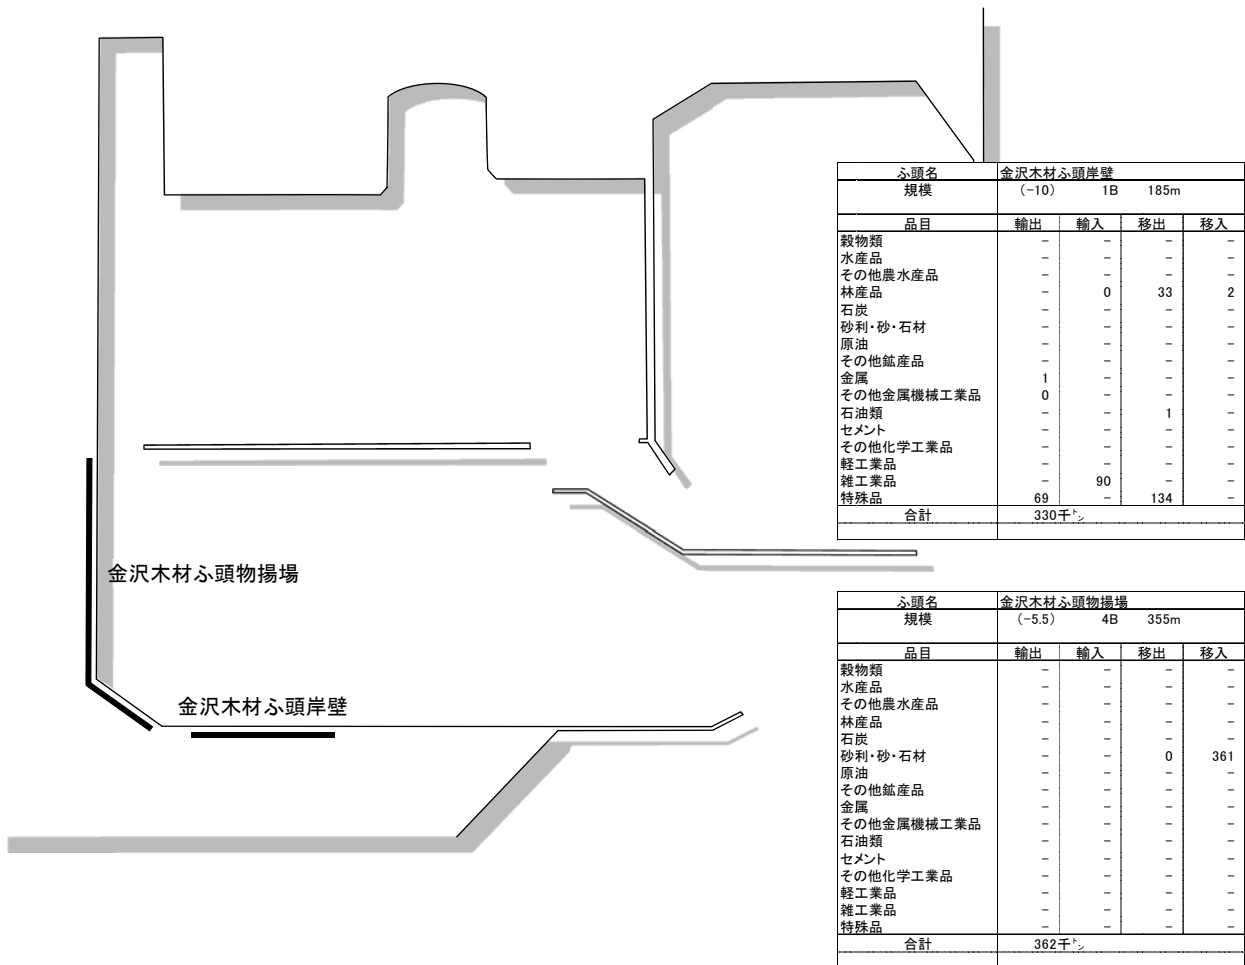 金沢木材ふ頭物揚場
金沢木材ふ頭岸壁
ふ頭名 金沢木材ふ頭岸壁
規模 (-10) 1B 185m
品目 輸出 輸入 移出 移入
穀物類 - - - -
水産品 - - - -
その他農水産品 - - - -
林産品 - 0 33 2
石炭 - - - -
砂利・砂・石材 - - - -
原油 - - - -
その他鉱産品 - - - -
金属 1 - - -
その他金属機械工業品 0 - - -
石油類 - - 1 -
セメント - - - -
その他化学工業品 - - - -
軽工業品 - - - -
雑工業品 - 90 - -
特殊品 69 - 134 -
合計 330千㌧
ふ頭名 金沢木材ふ頭物揚場
規模 (-5.5) 4B 355m
品目 輸出 輸入 移出 移入
穀物類 - - - -
水産品 - - - -
その他農水産品 - - - -
林産品 - - - -
石炭 - - - -
砂利・砂・石材 - - 0 361
原油 - - - -
その他鉱産品 - - - -
金属 - - - -
その他金属機械工業品 - - - -
石油類 - - - -
セメント - - - -
その他化学工業品 - - - -
軽工業品 - - - -
雑工業品 - - - -
特殊品 - - - -
合計 362千㌧